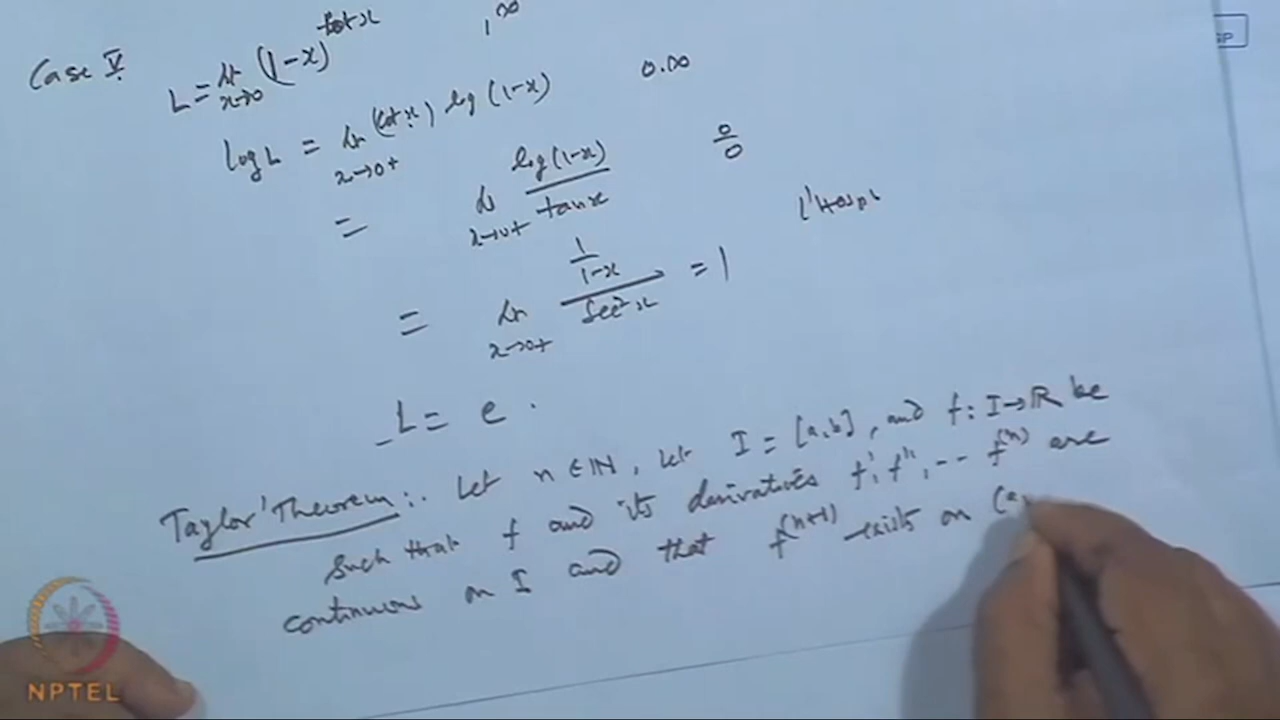 Case V. L = lt x→0 (1-x)^cot x 1^∞
log L = lt x→0+ (cot x) log (1-x) 0.∞
= lt x→0+ log(1-x) / tan x 0/0
= lt x→0+ 1/(1-x) / sec² x = 1 L'Hospi
L = e .
Taylor' Theorem :. Let n ∈ ℕ, let I = [a,b], and f: I→ℝ be
such that f and its derivatives f', f'', -- f^(n) are
continuous on I and that f^(n+1) exists on (a,
NPTEL